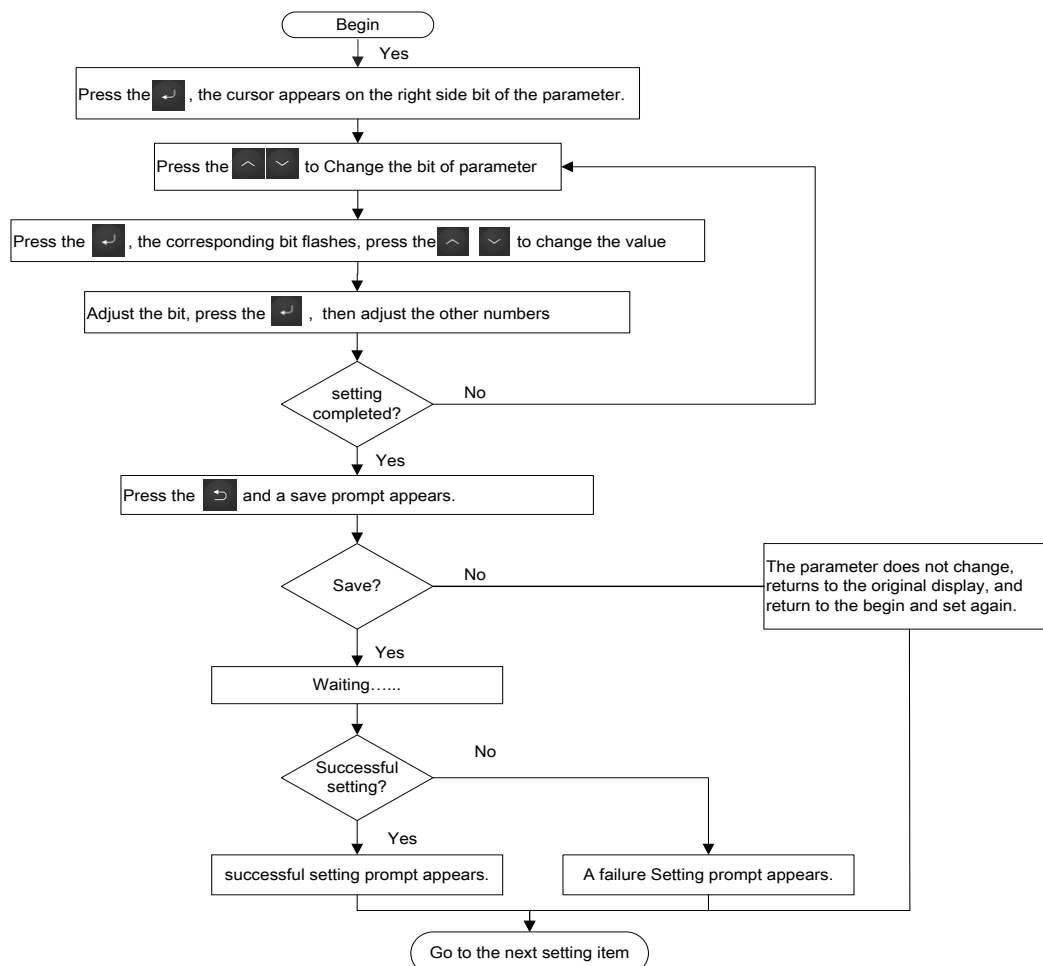 Begin
Yes
Press the , the cursor appears on the right side bit of the parameter.
Press the to Change the bit of parameter
Press the , the corresponding bit flashes, press the to change the value
Adjust the bit, press the , then adjust the other numbers
setting
completed?
No
Yes
Press the and a save prompt appears.
Save?
No
The parameter does not change,
returns to the original display, and
return to the begin and set again.
Yes
Waiting…...
Successful
setting?
No
Yes
successful setting prompt appears.
A failure Setting prompt appears.
Go to the next setting item